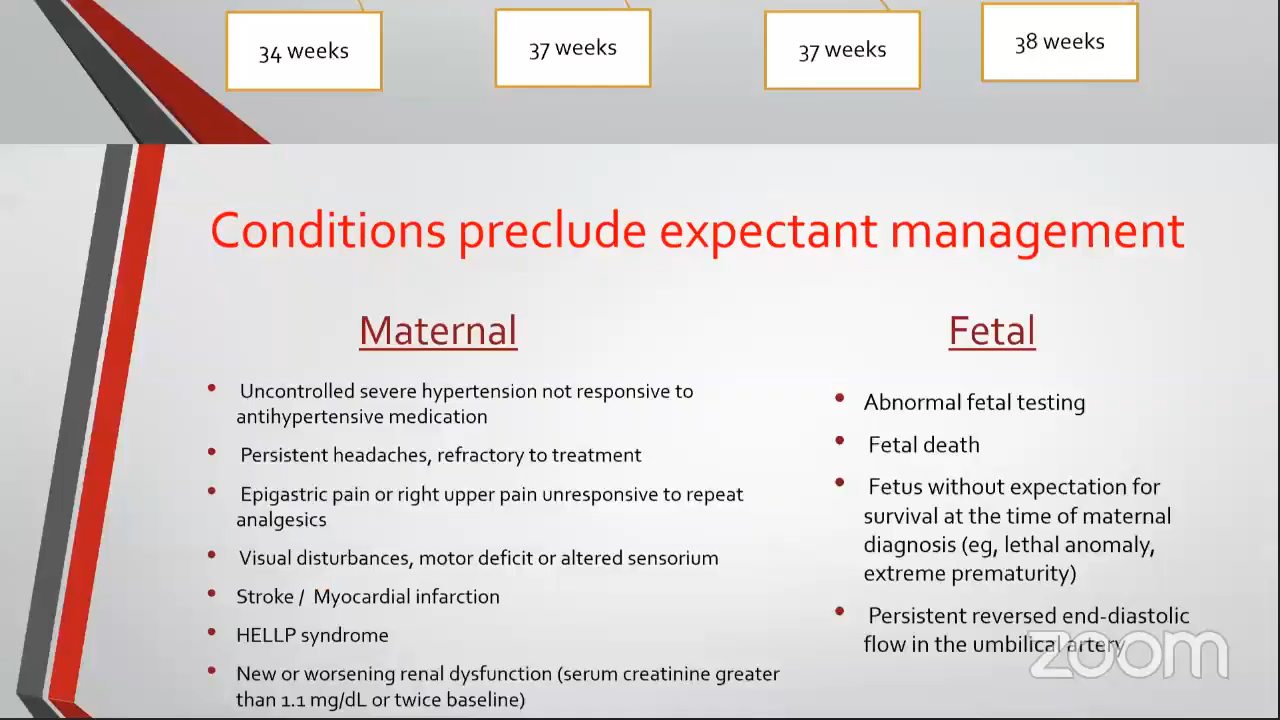 34 weeks
37 weeks
37 weeks
38 weeks
Conditions preclude expectant management
Maternal
Uncontrolled severe hypertension not responsive to
antihypertensive medication
Persistent headaches, refractory to treatment
Epigastric pain or right upper pain unresponsive to repeat
analgesics
Visual disturbances, motor deficit or altered sensorium
Stroke / Myocardial infarction
HELLP syndrome
New or worsening renal dysfunction (serum creatinine greater
than 1.1 mg/dL or twice baseline)
Fetal
Abnormal fetal testing
Fetal death
Fetus without expectation for
survival at the time of maternal
diagnosis (eg, lethal anomaly,
extreme prematurity)
Persistent reversed end-diastolic
flow in the umbilical artery
zoom